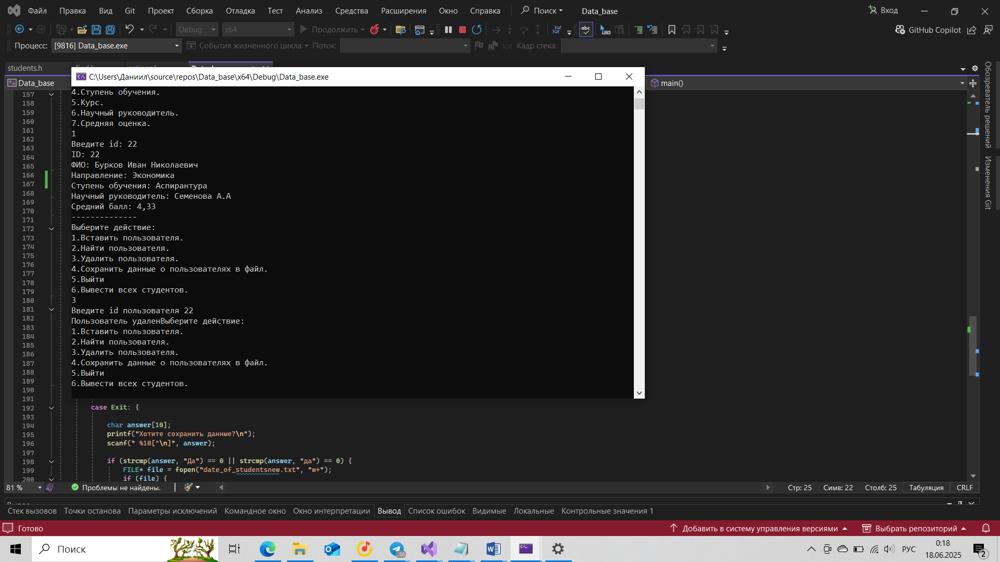 Файл Правка Вид Git Проект Сборка Отладка Тест Анализ Средства Расширения Окно Справка Поиск Data_base Вход
Debug x64 Продолжить GitHub Copilot
Процесс: [9816] Data_base.exe События жизненного цикла Поток: Кадр стека:
students.h
Data_base main()
C:\Users\Даниил\source\repos\Data_base\x64\Debug\Data_base.exe
4.Ступень обучения.
5.Курс.
6.Научный руководитель.
7.Средняя оценка.
1
Введите id: 22
ID: 22
ФИО: Бурков Иван Николаевич
Направление: Экономика
Ступень обучения: Аспирантура
Научный руководитель: Семенова А.А
Средний балл: 4,33
--------------
Выберите действие:
1.Вставить пользователя.
2.Найти пользователя.
3.Удалить пользователя.
4.Сохранить данные о пользователях в файл.
5.Выйти
6.Вывести всех студентов.
3
Введите id пользователя 22
Пользователь удаленВыберите действие:
1.Вставить пользователя.
2.Найти пользователя.
3.Удалить пользователя.
4.Сохранить данные о пользователях в файл.
5.Выйти
6.Вывести всех студентов.
157
158
159
160
161
162
163
164
165
166
167
168
169
170
171
172
173
174
175
176
177
178
179
180
181
182
183
184
185
186
187
188
189
190
191
192 case Exit: {
193
194 char answer[10];
195 printf("Хотите сохранить данные?\n");
196 scanf(" %10[^\n]", answer);
197
198 if (strcmp(answer, "Да") == 0 || strcmp(answer, "да") == 0) {
199 FILE* file = fopen("date_of_studentsnew.txt", "w+");
200 if (file) {
Обозреватель решений
Изменения Git
81 % Проблемы не найдены. Стр: 25 Симв: 22 Столб: 25 Табуляция CRLF
Стек вызовов Точки останова Параметры исключений Командное окно Окно интерпретации Вывод Список ошибок Видимые Локальные Контрольные значения 1
Готово Добавить в систему управления версиями Выбрать репозиторий
Поиск
..56
РУС
0:18
18.06.2025
2